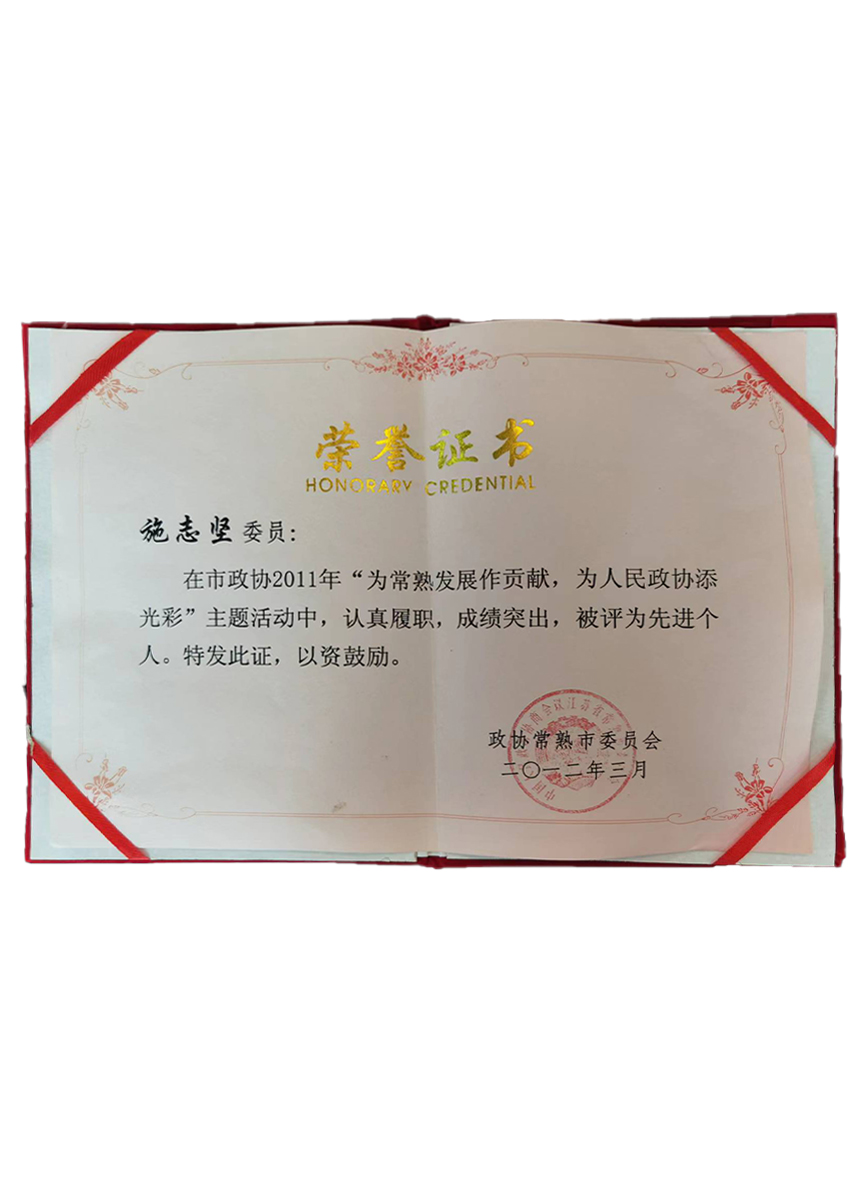 荣誉证书
HONORARY CREDENTIAL
施志坚委员：
在市政协2011年“为常熟发展作贡献，为人民政协添
光彩”主题活动中，认真履职，成绩突出，被评为先进个
人。特发此证，以资鼓励。
政协常熟市委员会
二〇一二年三月